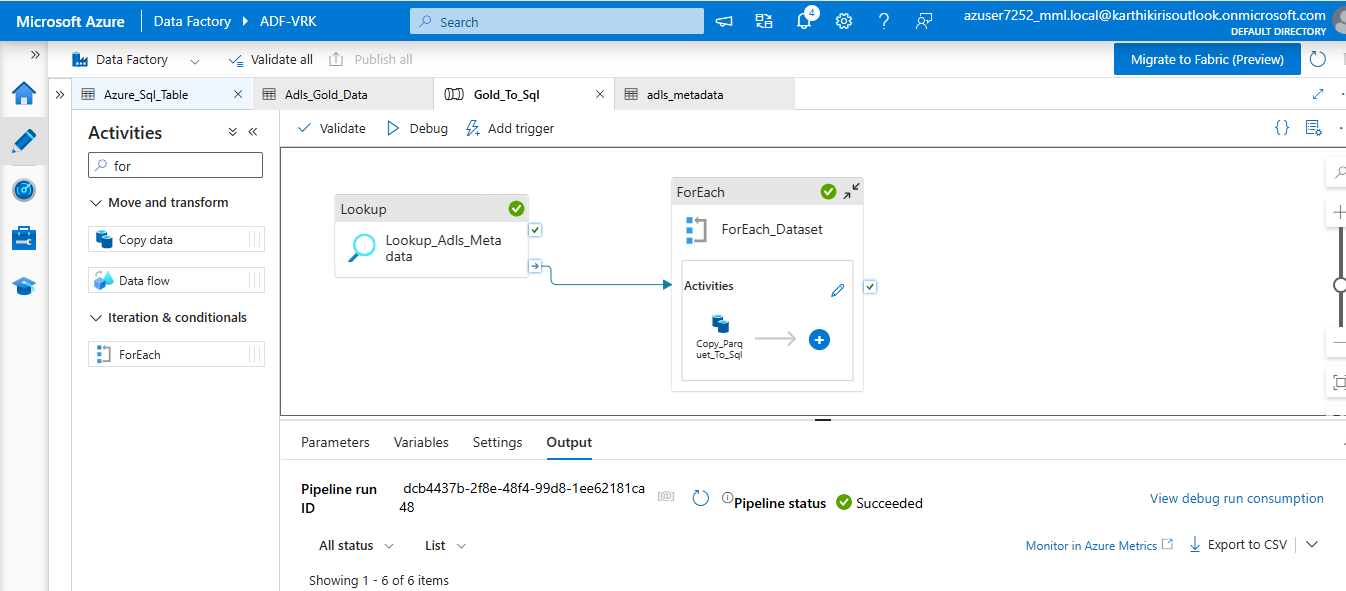 Microsoft Azure
Data Factory
ADF-VRK
Search
4
azuser7252_mml.local@karthikirisoutlook.onmicrosoft.com
DEFAULT DIRECTORY
Data Factory
Validate all
Publish all
Migrate to Fabric (Preview)
Azure_Sql_Table
Adls_Gold_Data
Gold_To_Sql
adls_metadata
Activities
for
Move and transform
Copy data
Data flow
Iteration & conditionals
ForEach
Validate
Debug
Add trigger
Lookup
Lookup_Adls_Meta
data
ForEach
ForEach_Dataset
Activities
Copy_Parq
uet_To_Sql
Parameters
Variables
Settings
Output
Pipeline run
ID
dcb4437b-2f8e-48f4-99d8-1ee62181ca
48
[@]
Pipeline status
Succeeded
View debug run consumption
All status
List
Monitor in Azure Metrics
Export to CSV
Showing 1 - 6 of 6 items